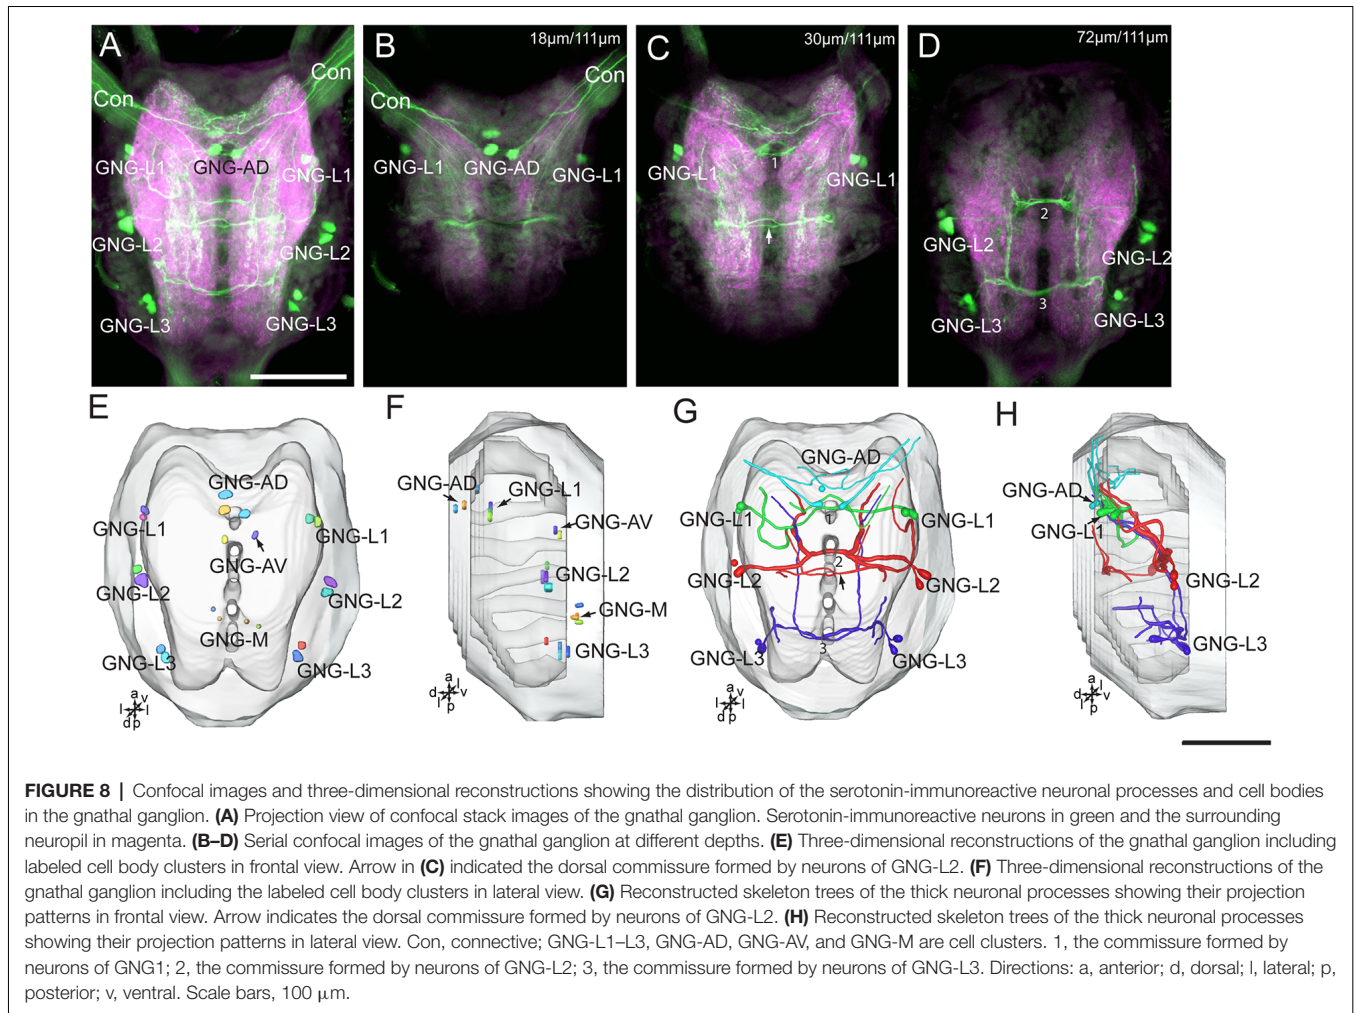 A
Con
Con
GNG-L1
GNG-AD
GNG-L1
GNG-L2
GNG-L2
GNG-L3
GNG-L3
B
18µm/111µm
Con
Con
GNG-L1
GNG-AD
GNG-L1
C
30µm/111µm
GNG-L1
1
GNG-L1
D
72µm/111µm
2
GNG-L2
GNG-L2
3
GNG-L3
GNG-L3
E
GNG-AD
GNG-L1
GNG-L1
GNG-AV
GNG-L2
GNG-L2
GNG-M
GNG-L3
GNG-L3
a
v
l
l
d
p
F
GNG-AD
GNG-L1
GNG-AV
GNG-L2
GNG-M
GNG-L3
a
l
d
v
l
p
G
GNG-AD
GNG-L1
1
GNG-L1
2
GNG-L2
GNG-L2
3
GNG-L3
GNG-L3
a
v
l
l
d
p
H
GNG-AD
GNG-L1
GNG-L2
GNG-L3
a
l
d
v
l
p
FIGURE 8 | Confocal images and three-dimensional reconstructions showing the distribution of the serotonin-immunoreactive neuronal processes and cell bodies
in the gnathal ganglion. (A) Projection view of confocal stack images of the gnathal ganglion. Serotonin-immunoreactive neurons in green and the surrounding
neuropil in magenta. (B–D) Serial confocal images of the gnathal ganglion at different depths. (E) Three-dimensional reconstructions of the gnathal ganglion including
labeled cell body clusters in frontal view. Arrow in (C) indicated the dorsal commissure formed by neurons of GNG-L2. (F) Three-dimensional reconstructions of the
gnathal ganglion including the labeled cell body clusters in lateral view. (G) Reconstructed skeleton trees of the thick neuronal processes showing their projection
patterns in frontal view. Arrow indicates the dorsal commissure formed by neurons of GNG-L2. (H) Reconstructed skeleton trees of the thick neuronal processes
showing their projection patterns in lateral view. Con, connective; GNG-L1–L3, GNG-AD, GNG-AV, and GNG-M are cell clusters. 1, the commissure formed by
neurons of GNG1; 2, the commissure formed by neurons of GNG-L2; 3, the commissure formed by neurons of GNG-L3. Directions: a, anterior; d, dorsal; l, lateral; p,
posterior; v, ventral. Scale bars, 100 µm.